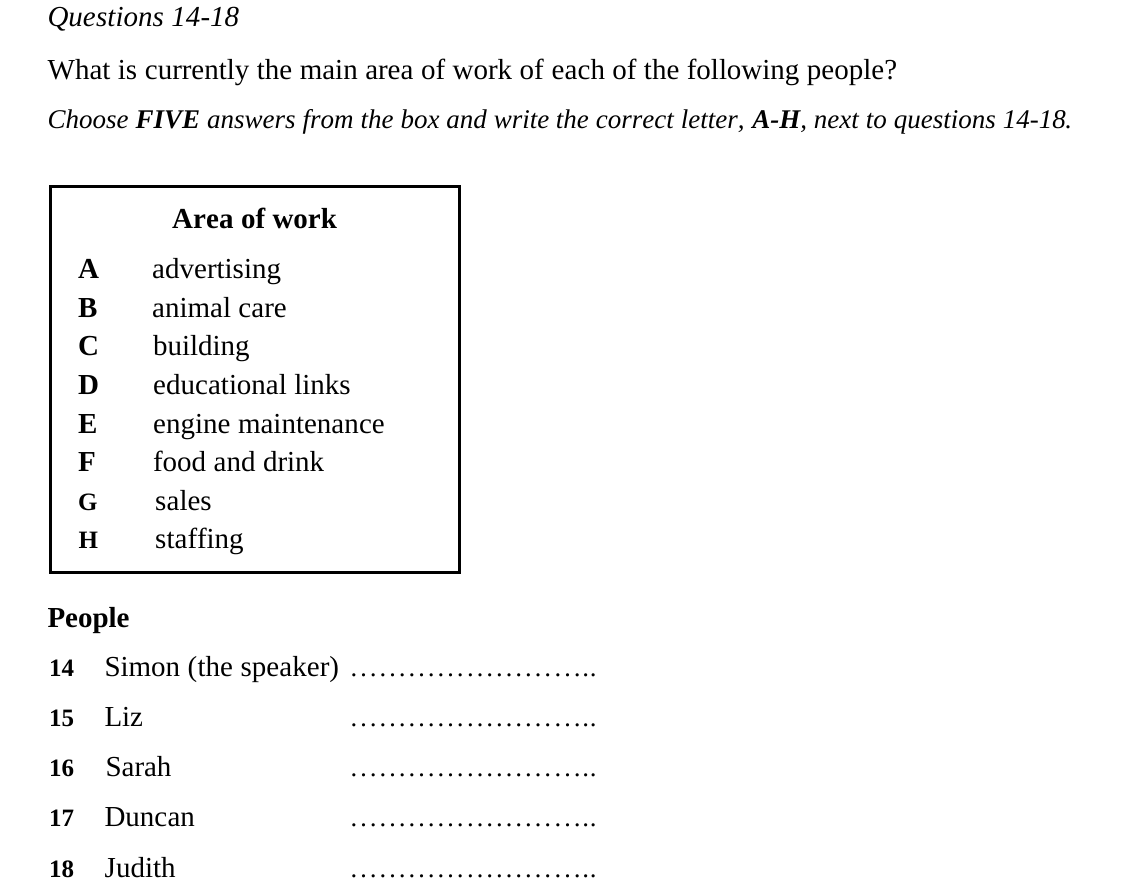 Questions 14-18
What is currently the main area of work of each of the following people?
Choose FIVE answers from the box and write the correct letter, A-H, next to questions 14-18.
Area of work
A advertising
B animal care
C building
D educational links
E engine maintenance
F food and drink
G sales
H staffing
People
14 Simon (the speaker) ……………………..
15 Liz ……………………..
16 Sarah ……………………..
17 Duncan ……………………..
18 Judith ……………………..